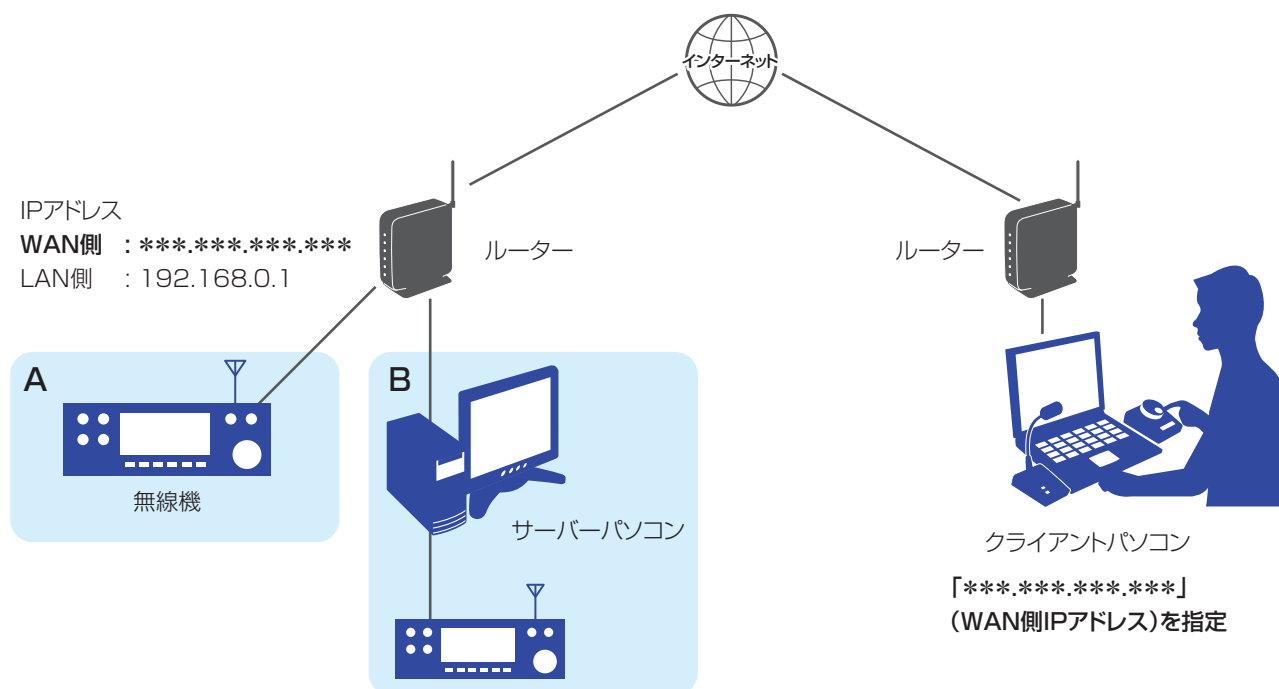 インターネット
IPアドレス
WAN側 : ***.***.***.***
LAN側 : 192.168.0.1
ルーター
ルーター
A
無線機
B
サーバーパソコン
クライアントパソコン
「***.***.***.***」
（WAN側IPアドレス）を指定